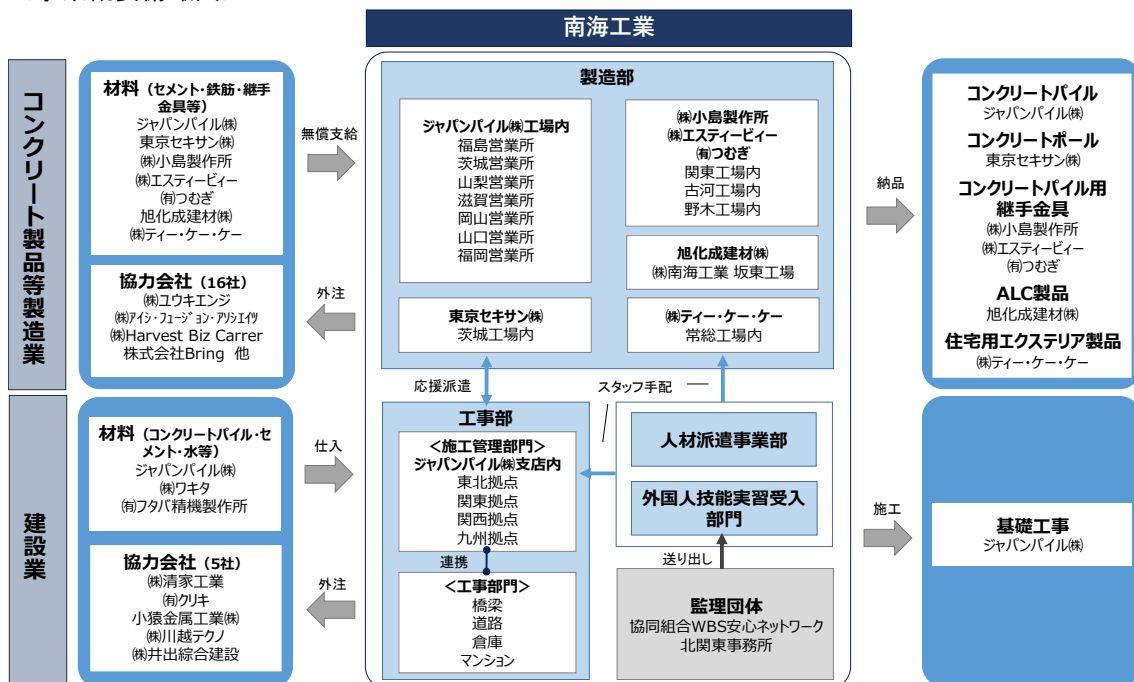 南海工業
コンクリート製品等製造業
材料（セメント・鉄筋・継手
金具等）
ジャパンパイル㈱
東京セキサン㈱
㈱小島製作所
㈱エスティービィー
㈲つむぎ
旭化成建材㈱
㈱ティー・ケー・ケー
協力会社（16社）
㈱ユウキエンジ
㈱ｱｲｼ・ﾌｭｰｼﾞｮﾝ・ｱｿｼｴｲﾂ
㈱Harvest Biz Carrer
株式会社Bring 他
無償支給
外注
製造部
ジャパンパイル㈱工場内
福島営業所
茨城営業所
山梨営業所
滋賀営業所
岡山営業所
山口営業所
福岡営業所
㈱小島製作所
㈱エスティービィー
㈲つむぎ
関東工場内
古河工場内
野木工場内
旭化成建材㈱
㈱南海工業 坂東工場
東京セキサン㈱
茨城工場内
㈱ティー・ケー・ケー
常総工場内
納品
コンクリートパイル
ジャパンパイル㈱
コンクリートポール
東京セキサン㈱
コンクリートパイル用
継手金具
㈱小島製作所
㈱エスティービィー
㈲つむぎ
ALC製品
旭化成建材㈱
住宅用エクステリア製品
㈱ティー・ケー・ケー
応援派遣
スタッフ手配
建設業
材料（コンクリートパイル・セ
メント・水等）
ジャパンパイル㈱
㈱ワキタ
㈲フタバ精機製作所
協力会社（5社）
㈱清家工業
㈲クリキ
小猿金属工業㈱
㈱川越テクノ
㈱井出綜合建設
仕入
外注
工事部
＜施工管理部門＞
ジャパンパイル㈱支店内
東北拠点
関東拠点
関西拠点
九州拠点
連携
＜工事部門＞
橋梁
道路
倉庫
マンション
人材派遣事業部
外国人技能実習受入
部門
送り出し
監理団体
協同組合WBS安心ネットワーク
北関東事務所
施工
基礎工事
ジャパンパイル㈱